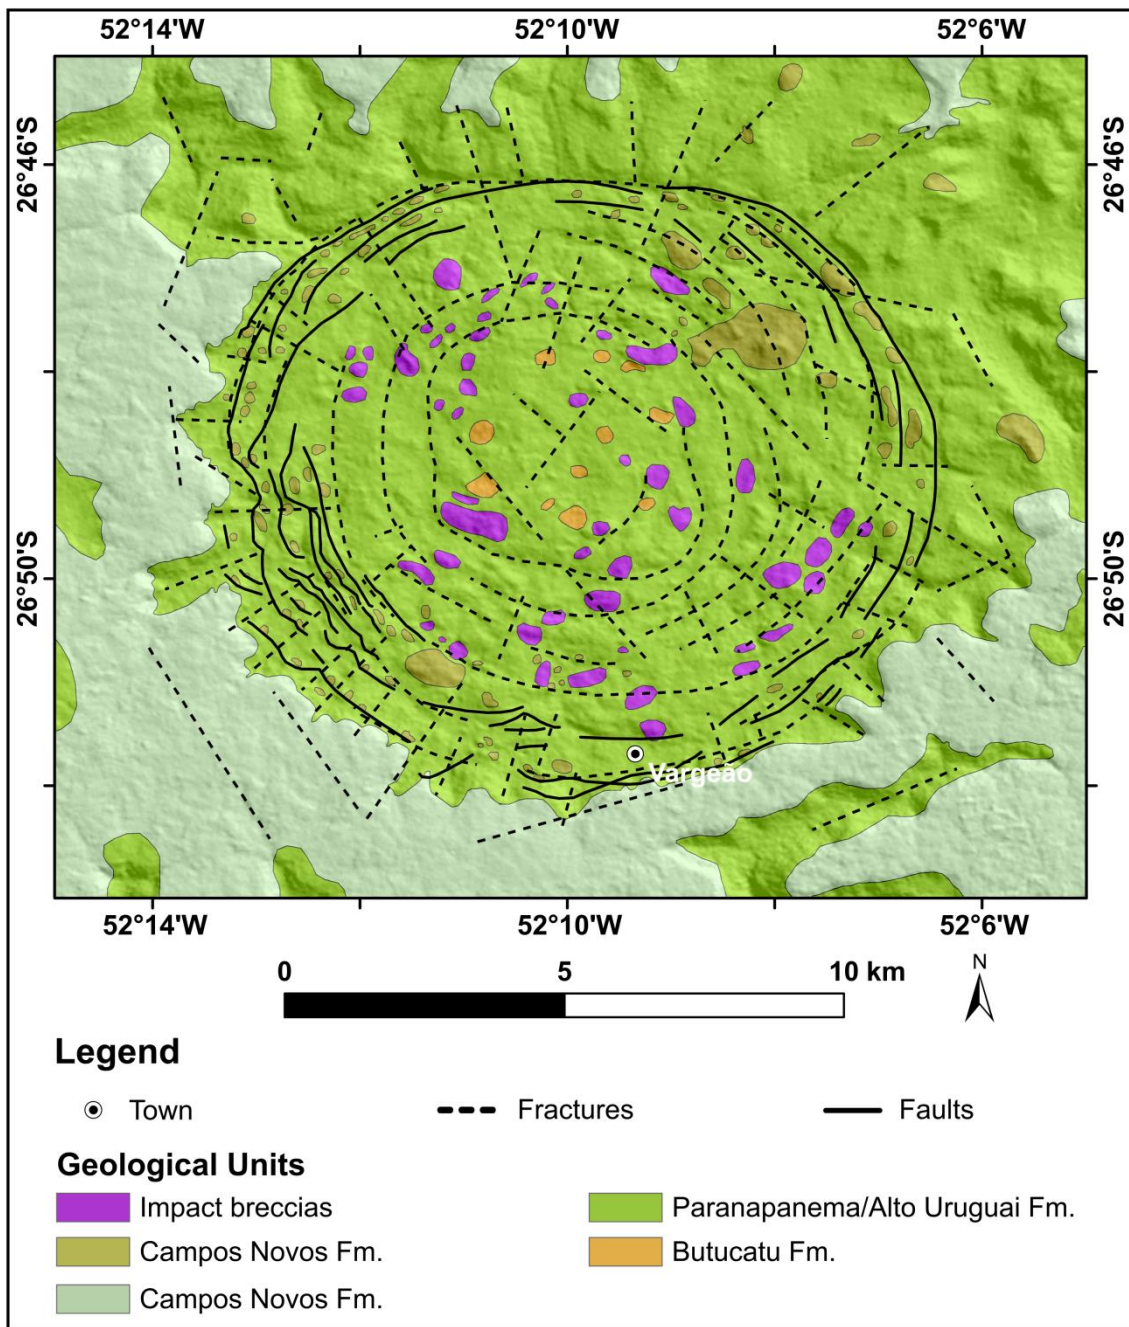 52°14'W 52°10'W 52°6'W
26°46'S 26°46'S
26°50'S 26°50'S
Vargeão
52°14'W 52°10'W 52°6'W
0 5 10 km
N
Legend
Town Fractures Faults
Geological Units
Impact breccias Paranapanema/Alto Uruguai Fm.
Campos Novos Fm. Butucatu Fm.
Campos Novos Fm.